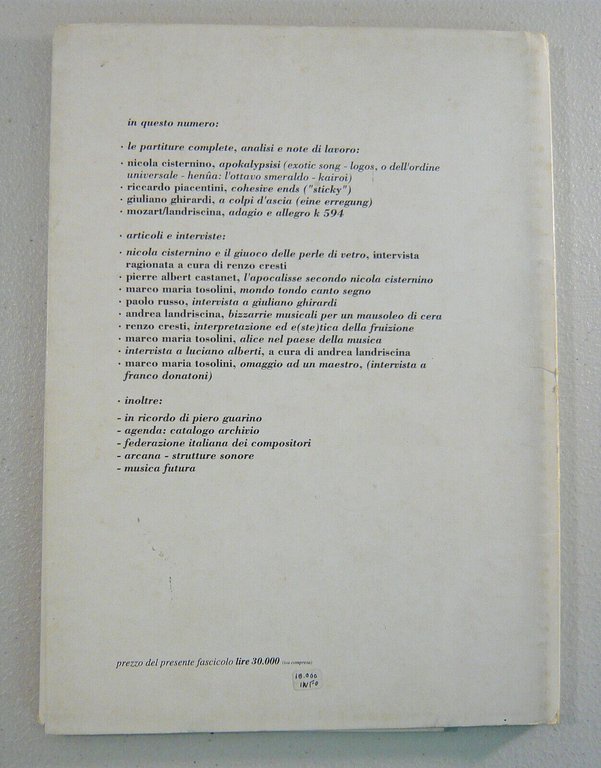 in questo numero:
· le partiture complete, analisi e note di lavoro:
· nicola cisternino, apokalypsisi (exotic song - logos, o dell'ordine
universale - henûa: l'ottavo smeraldo - kairoi)
· riccardo piacentini, cohesive ends ("sticky")
· giuliano ghirardi, a colpi d'ascia (eine erregung)
· mozart/landriscina, adagio e allegro k 594
· articoli e interviste:
· nicola cisternino e il giuoco delle perle di vetro, intervista
ragionata a cura di renzo cresti
· pierre albert castanet, l'apocalisse secondo nicola cisternino
· marco maria tosolini, mondo tondo canto segno
· paolo russo, intervista a giuliano ghirardi
· andrea landriscina, bizzarrie musicali per un mausoleo di cera
· renzo cresti, interpretazione ed e(ste)tica della fruizione
· marco maria tosolini, alice nel paese della musica
· intervista a luciano alberti, a cura di andrea landriscina
· marco maria tosolini, omaggio ad un maestro, (intervista a
franco donatoni)
· inoltre:
- in ricordo di piero guarino
- agenda: catalogo archivio
- federazione italiana dei compositori
- arcana - strutture sonore
- musica futura
prezzo del presente fascicolo lire 30.000 (iva compresa)
10.000
INFO